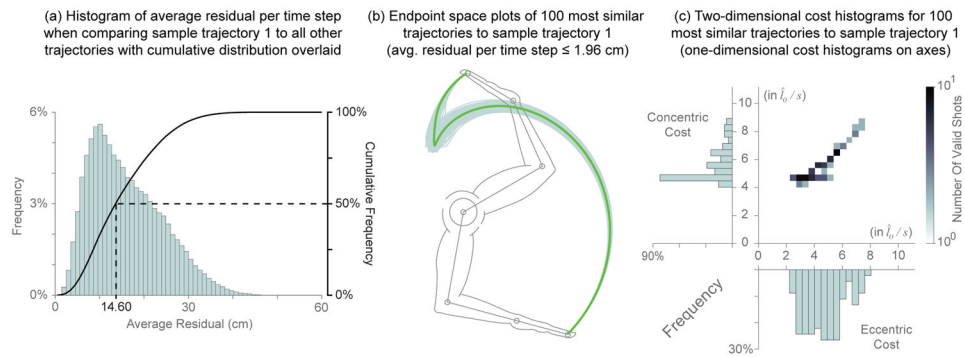 (a) Histogram of average residual per time step
when comparing sample trajectory 1 to all other
trajectories with cumulative distribution overlaid
6%
3%
0%
Frequency
0
14.60
30
60
Average Residual (cm)
100%
50%
0%
Cumulative Frequency
(b) Endpoint space plots of 100 most similar
trajectories to sample trajectory 1
(avg. residual per time step ≤ 1.96 cm)
(c) Two-dimensional cost histograms for 100
most similar trajectories to sample trajectory 1
(one-dimensional cost histograms on axes)
Concentric
Cost
90%
10
8
6
4
2
0
(in l̂ₒ / s)
(in l̂ₒ / s)
0 2 4 6 8 10
10¹
10⁰
Number Of Valid Shots
Frequency
30%
Eccentric
Cost